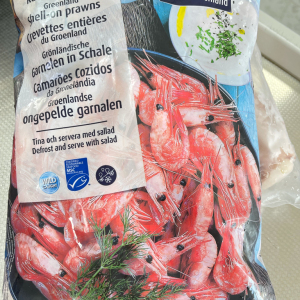 Greenland
shell-on prawns
Crevettes entières
du Groenland
Grönländische
Garnelen in Schale
Camarões Cozidos
da Gronelândia
Groenlandse
ongepelde garnalen
Tina och servera med sallad
Defrost and serve with salad